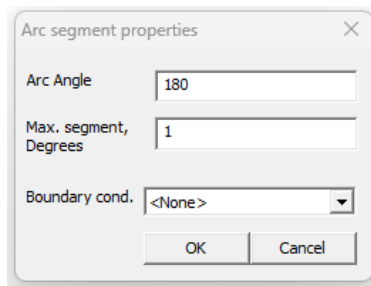 Arc segment properties
Arc Angle 180
Max. segment, Degrees 1
Boundary cond. <None>
OK Cancel